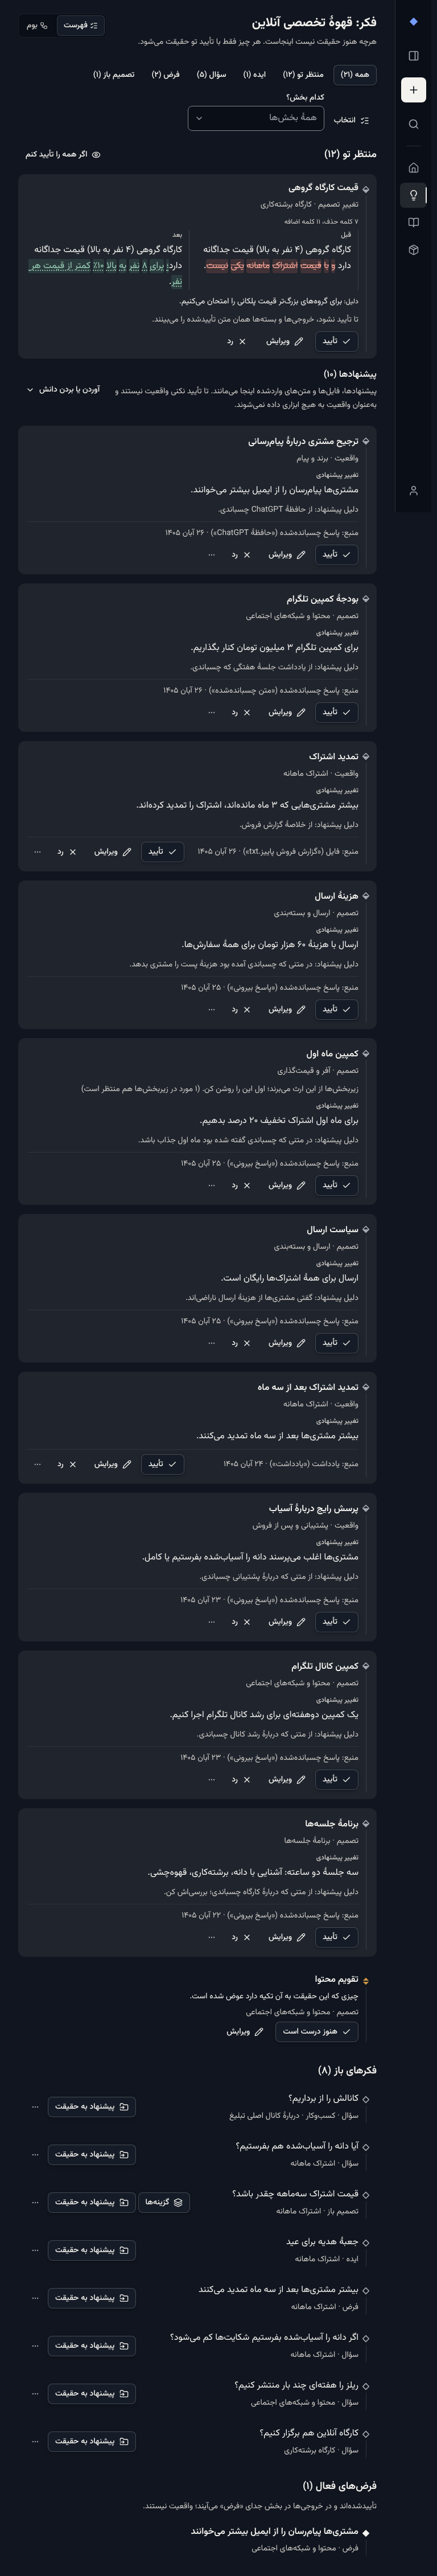 فکر: قهوهٔ تخصصی آنلاین
هرچه هنوز حقیقت نیست اینجاست. هر چیز فقط با تأیید تو حقیقت می‌شود.
فهرست
بوم
همه (۲۱)
منتظر تو (۱۲)
ایده (۱)
سؤال (۵)
فرض (۲)
تصمیم باز (۱)
انتخاب
کدام بخش؟
همهٔ بخش‌ها
منتظر تو (۱۲)
اگر همه را تأیید کنم
قیمت کارگاه گروهی
تغییر تصمیم · کارگاه برشته‌کاری
۷ کلمه حذف، ۱۱ کلمه اضافه
قبل
کارگاه گروهی (۴ نفر به بالا) قیمت جداگانه
دارد و با قیمت اشتراک ماهانه یکی نیست.
بعد
کارگاه گروهی (۴ نفر به بالا) قیمت جداگانه
دارد؛ برای ۸ نفر به بالا ۱۰٪ کمتر از قیمت هر
نفر.
دلیل: برای گروه‌های بزرگ‌تر قیمت پلکانی را امتحان می‌کنیم.
تا تأیید نشود، خروجی‌ها و بسته‌ها همان متن تأییدشده را می‌بینند.
تأیید
ویرایش
رد
پیشنهادها (۱۰)
پیشنهادها، فایل‌ها و متن‌های واردشده اینجا می‌مانند. تا تأیید نکنی واقعیت نیستند و
به‌عنوان واقعیت به هیچ ابزاری داده نمی‌شوند.
آوردن یا بردن دانش
ترجیح مشتری دربارهٔ پیام‌رسانی
واقعیت · برند و پیام
تغییر پیشنهادی
مشتری‌ها پیام‌رسان را از ایمیل بیشتر می‌خوانند.
دلیل پیشنهاد: از حافظهٔ ChatGPT چسباندی.
منبع: پاسخ چسبانده‌شده («حافظهٔ ChatGPT») · ۲۶ آبان ۱۴۰۵
تأیید
ویرایش
رد
بودجهٔ کمپین تلگرام
تصمیم · محتوا و شبکه‌های اجتماعی
تغییر پیشنهادی
برای کمپین تلگرام ۳ میلیون تومان کنار بگذاریم.
دلیل پیشنهاد: از یادداشت جلسهٔ هفتگی که چسباندی.
منبع: پاسخ چسبانده‌شده («متن چسبانده‌شده») · ۲۶ آبان ۱۴۰۵
تأیید
ویرایش
رد
تمدید اشتراک
واقعیت · اشتراک ماهانه
تغییر پیشنهادی
بیشتر مشتری‌هایی که ۳ ماه مانده‌اند، اشتراک را تمدید کرده‌اند.
دلیل پیشنهاد: از خلاصهٔ گزارش فروش.
منبع: فایل («گزارش فروش پاییز.txt») · ۲۶ آبان ۱۴۰۵
تأیید
ویرایش
رد
هزینهٔ ارسال
تصمیم · ارسال و بسته‌بندی
تغییر پیشنهادی
ارسال با هزینهٔ ۶۰ هزار تومان برای همهٔ سفارش‌ها.
دلیل پیشنهاد: در متنی که چسباندی آمده بود هزینهٔ پست را مشتری بدهد.
منبع: پاسخ چسبانده‌شده («پاسخ بیرونی») · ۲۵ آبان ۱۴۰۵
تأیید
ویرایش
رد
کمپین ماه اول
تصمیم · آفر و قیمت‌گذاری
زیربخش‌ها از این ارث می‌برند؛ اول این را روشن کن. (۱ مورد در زیربخش‌ها هم منتظر است)
تغییر پیشنهادی
برای ماه اول اشتراک تخفیف ۲۰ درصد بدهیم.
دلیل پیشنهاد: در متنی که چسباندی گفته شده بود ماه اول جذاب باشد.
منبع: پاسخ چسبانده‌شده («پاسخ بیرونی») · ۲۵ آبان ۱۴۰۵
تأیید
ویرایش
رد
سیاست ارسال
تصمیم · ارسال و بسته‌بندی
تغییر پیشنهادی
ارسال برای همهٔ اشتراک‌ها رایگان است.
دلیل پیشنهاد: گفتی مشتری‌ها از هزینهٔ ارسال ناراضی‌اند.
منبع: پاسخ چسبانده‌شده («پاسخ بیرونی») · ۲۵ آبان ۱۴۰۵
تأیید
ویرایش
رد
تمدید اشتراک بعد از سه ماه
واقعیت · اشتراک ماهانه
تغییر پیشنهادی
بیشتر مشتری‌ها بعد از سه ماه تمدید می‌کنند.
منبع: یادداشت («یادداشت») · ۲۴ آبان ۱۴۰۵
تأیید
ویرایش
رد
پرسش رایج دربارهٔ آسیاب
واقعیت · پشتیبانی و پس از فروش
تغییر پیشنهادی
مشتری‌ها اغلب می‌پرسند دانه را آسیاب‌شده بفرستیم یا کامل.
دلیل پیشنهاد: از متنی که دربارهٔ پشتیبانی چسباندی.
منبع: پاسخ چسبانده‌شده («پاسخ بیرونی») · ۲۳ آبان ۱۴۰۵
تأیید
ویرایش
رد
کمپین کانال تلگرام
تصمیم · محتوا و شبکه‌های اجتماعی
تغییر پیشنهادی
یک کمپین دوهفته‌ای برای رشد کانال تلگرام اجرا کنیم.
دلیل پیشنهاد: از متنی که دربارهٔ رشد کانال چسباندی.
منبع: پاسخ چسبانده‌شده («پاسخ بیرونی») · ۲۳ آبان ۱۴۰۵
تأیید
ویرایش
رد
برنامهٔ جلسه‌ها
تصمیم · برنامهٔ جلسه‌ها
تغییر پیشنهادی
سه جلسهٔ دو ساعته: آشنایی با دانه، برشته‌کاری، قهوه‌چشی.
دلیل پیشنهاد: از متنی که دربارهٔ کارگاه چسباندی؛ بررسی‌اش کن.
منبع: پاسخ چسبانده‌شده («پاسخ بیرونی») · ۲۲ آبان ۱۴۰۵
تأیید
ویرایش
رد
تقویم محتوا
چیزی که این حقیقت به آن تکیه دارد عوض شده است.
تصمیم · محتوا و شبکه‌های اجتماعی
هنوز درست است
ویرایش
فکرهای باز (۸)
کانالش را از برداریم؟
سؤال · کسب‌وکار · دربارهٔ کانال اصلی تبلیغ
پیشنهاد به حقیقت
آیا دانه را آسیاب‌شده هم بفرستیم؟
سؤال · اشتراک ماهانه
پیشنهاد به حقیقت
قیمت اشتراک سه‌ماهه چقدر باشد؟
تصمیم باز · اشتراک ماهانه
گزینه‌ها
پیشنهاد به حقیقت
جعبهٔ هدیه برای عید
ایده · اشتراک ماهانه
پیشنهاد به حقیقت
بیشتر مشتری‌ها بعد از سه ماه تمدید می‌کنند
فرض · اشتراک ماهانه
پیشنهاد به حقیقت
اگر دانه را آسیاب‌شده بفرستیم شکایت‌ها کم می‌شود؟
سؤال · اشتراک ماهانه
پیشنهاد به حقیقت
ریلز را هفته‌ای چند بار منتشر کنیم؟
سؤال · محتوا و شبکه‌های اجتماعی
پیشنهاد به حقیقت
کارگاه آنلاین هم برگزار کنیم؟
سؤال · کارگاه برشته‌کاری
پیشنهاد به حقیقت
فرض‌های فعال (۱)
تأییدشده‌اند و در خروجی‌ها در بخش جدای «فرض» می‌آیند؛ واقعیت نیستند.
مشتری‌ها پیام‌رسان را از ایمیل بیشتر می‌خوانند
فرض · محتوا و شبکه‌های اجتماعی